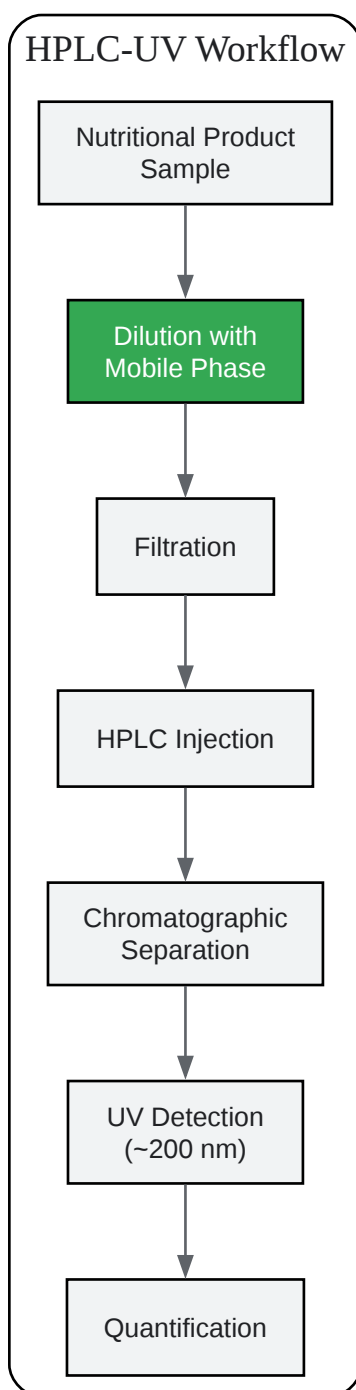 HPLC-UV Workflow
Nutritional Product
Sample
Dilution with
Mobile Phase
Filtration
HPLC Injection
Chromatographic
Separation
UV Detection
(~200 nm)
Quantification